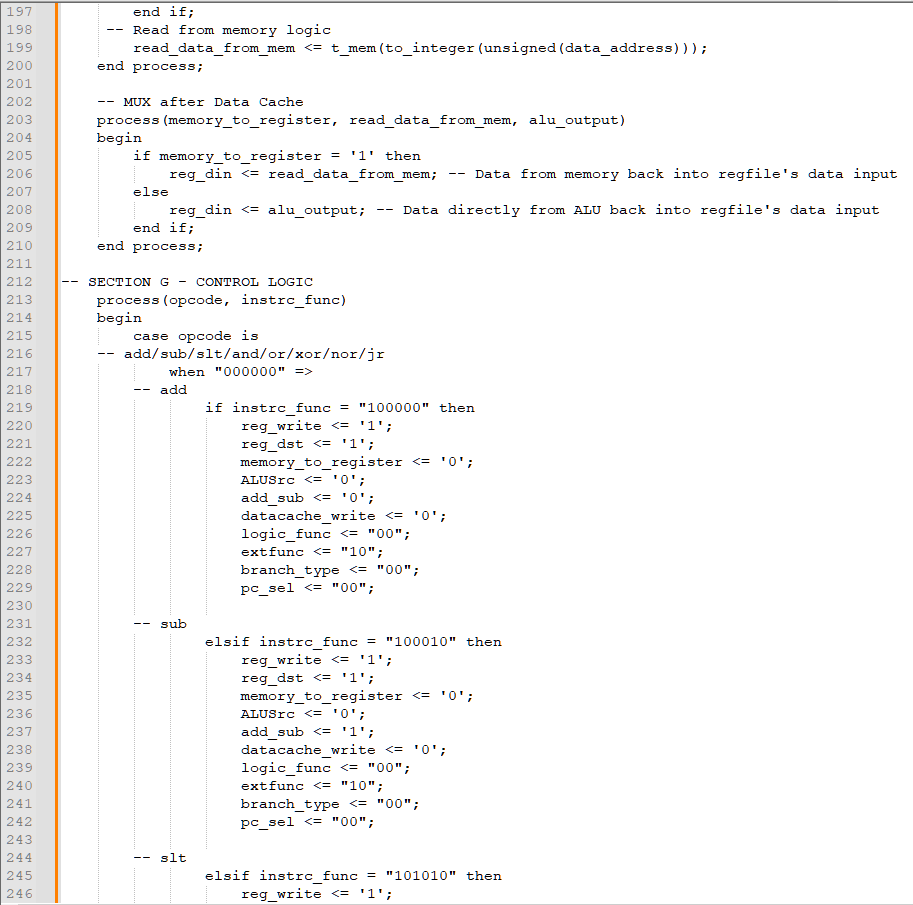 197 end if;
198 -- Read from memory logic
199 read_data_from_mem <= t_mem(to_integer(unsigned(data_address)));
200 end process;
201
202 -- MUX after Data Cache
203 process(memory_to_register, read_data_from_mem, alu_output)
204 begin
205 if memory_to_register = '1' then
206 reg_din <= read_data_from_mem; -- Data from memory back into regfile's data input
207 else
208 reg_din <= alu_output; -- Data directly from ALU back into regfile's data input
209 end if;
210 end process;
211
212 -- SECTION G - CONTROL LOGIC
213 process(opcode, instrc_func)
214 begin
215 case opcode is
216 -- add/sub/slt/and/or/xor/nor/jr
217 when "000000" =>
218 -- add
219 if instrc_func = "100000" then
220 reg_write <= '1';
221 reg_dst <= '1';
222 memory_to_register <= '0';
223 ALUSrc <= '0';
224 add_sub <= '0';
225 datacache_write <= '0';
226 logic_func <= "00";
227 extfunc <= "10";
228 branch_type <= "00";
229 pc_sel <= "00";
230
231 -- sub
232 elsif instrc_func = "100010" then
233 reg_write <= '1';
234 reg_dst <= '1';
235 memory_to_register <= '0';
236 ALUSrc <= '0';
237 add_sub <= '1';
238 datacache_write <= '0';
239 logic_func <= "00";
240 extfunc <= "10";
241 branch_type <= "00";
242 pc_sel <= "00";
243
244 -- slt
245 elsif instrc_func = "101010" then
246 reg_write <= '1';